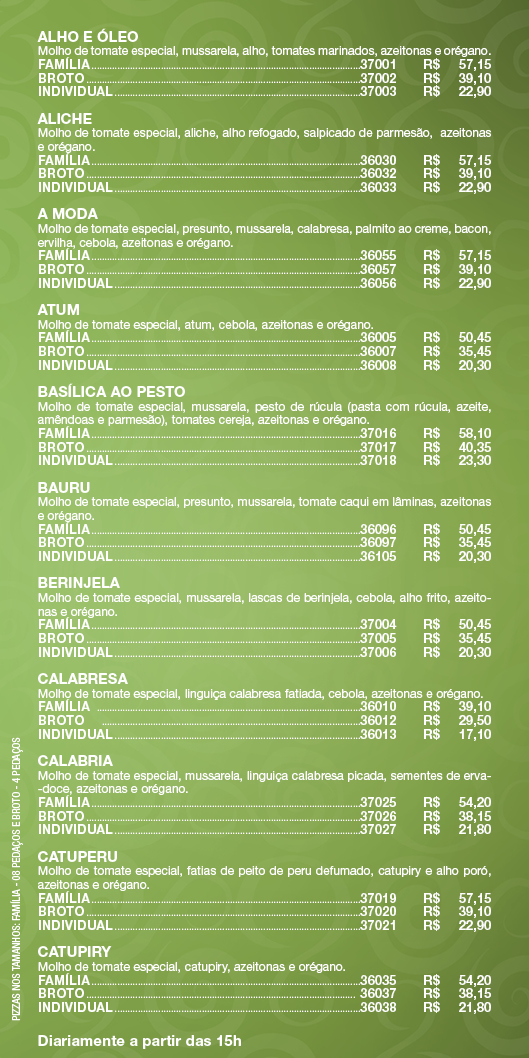 ALHO E ÓLEO
Molho de tomate especial, mussarela, alho, tomates marinados, azeitonas e orégano.
FAMÍLIA 37001 R$ 57,15
BROTO 37002 R$ 39,10
INDIVIDUAL 37003 R$ 22,90
ALICHE
Molho de tomate especial, aliche, alho refogado, salpicado de parmesão, azeitonas
e orégano.
FAMÍLIA 36030 R$ 57,15
BROTO 36032 R$ 39,10
INDIVIDUAL 36033 R$ 22,90
A MODA
Molho de tomate especial, presunto, mussarela, calabresa, palmito ao creme, bacon,
ervilha, cebola, azeitonas e orégano.
FAMÍLIA 36055 R$ 57,15
BROTO 36057 R$ 39,10
INDIVIDUAL 36056 R$ 22,90
ATUM
Molho de tomate especial, atum, cebola, azeitonas e orégano.
FAMÍLIA 36005 R$ 50,45
BROTO 36007 R$ 35,45
INDIVIDUAL 36008 R$ 20,30
BASÍLICA AO PESTO
Molho de tomate especial, mussarela, pesto de rúcula (pasta com rúcula, azeite,
amêndoas e parmesão), tomates cereja, azeitonas e orégano.
FAMÍLIA 37016 R$ 58,10
BROTO 37017 R$ 40,35
INDIVIDUAL 37018 R$ 23,30
BAURU
Molho de tomate especial, presunto, mussarela, tomate caqui em lâminas, azeitonas
e orégano.
FAMÍLIA 36096 R$ 50,45
BROTO 36097 R$ 35,45
INDIVIDUAL 36105 R$ 20,30
BERINJELA
Molho de tomate especial, mussarela, lascas de berinjela, cebola, alho frito, azeito-
nas e orégano.
FAMÍLIA 37004 R$ 50,45
BROTO 37005 R$ 35,45
INDIVIDUAL 37006 R$ 20,30
CALABRESA
Molho de tomate especial, linguiça calabresa fatiada, cebola, azeitonas e orégano.
FAMÍLIA 36010 R$ 39,10
BROTO 36012 R$ 29,50
INDIVIDUAL 36013 R$ 17,10
CALABRIA
Molho de tomate especial, mussarela, linguiça calabresa picada, sementes de erva-
-doce, azeitonas e orégano.
FAMÍLIA 37025 R$ 54,20
BROTO 37026 R$ 38,15
INDIVIDUAL 37027 R$ 21,80
CATUPERU
Molho de tomate especial, fatias de peito de peru defumado, catupiry e alho poró,
azeitonas e orégano.
FAMÍLIA 37019 R$ 57,15
BROTO 37020 R$ 39,10
INDIVIDUAL 37021 R$ 22,90
CATUPIRY
Molho de tomate especial, catupiry, azeitonas e orégano.
FAMÍLIA 36035 R$ 54,20
BROTO 36037 R$ 38,15
INDIVIDUAL 36038 R$ 21,80
Diariamente a partir das 15h
PIZZAS NOS TAMANHOS: FAMÍLIA - 08 PEDAÇOS E BROTO - 4 PEDAÇOS